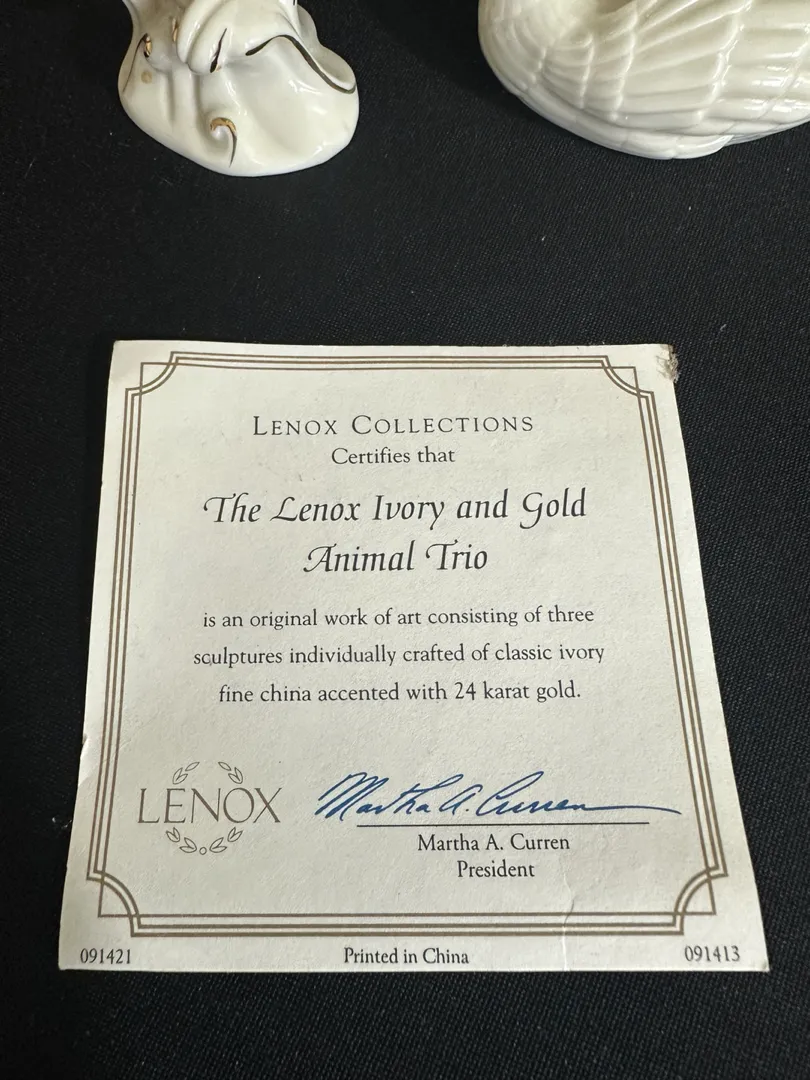 LENOX COLLECTIONS
Certifies that
The Lenox Ivory and Gold
Animal Trio
is an original work of art consisting of three
sculptures individually crafted of classic ivory
fine china accented with 24 karat gold.
LENOX
Martha A. Curren
Martha A. Curren
President
091421
Printed in China
091413